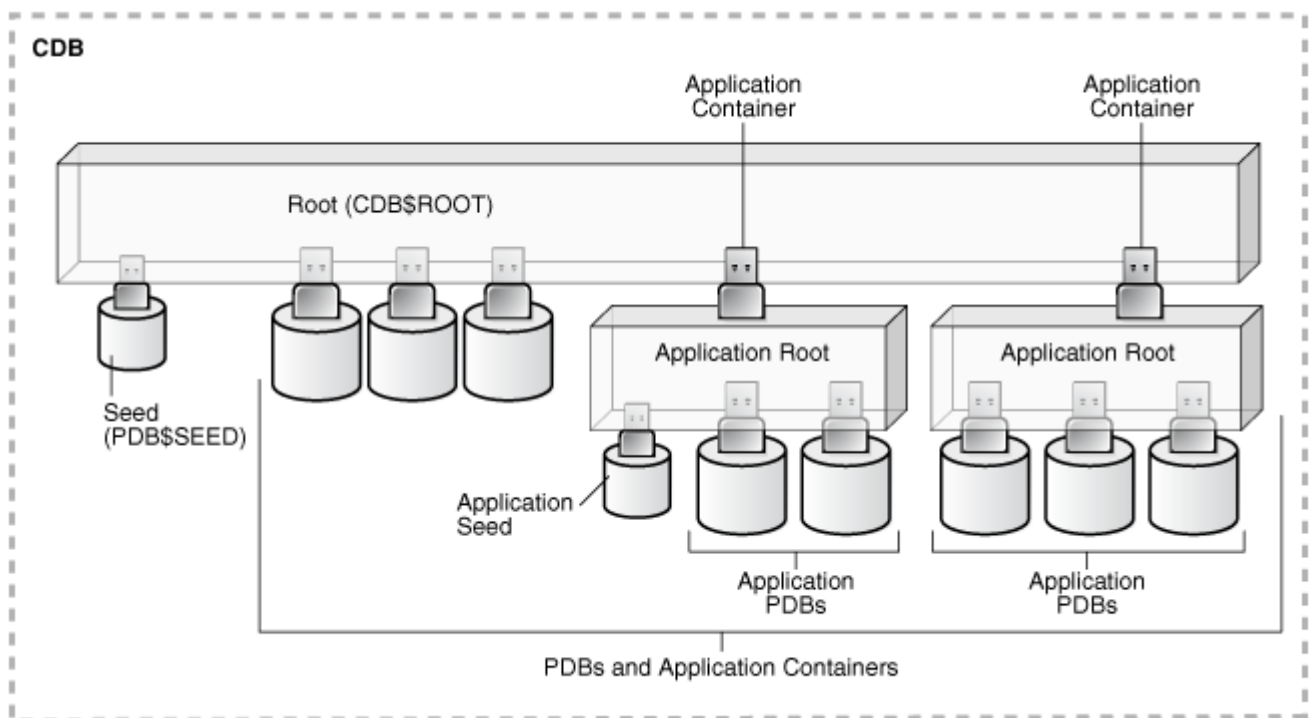 CDB
Application
Container
Application
Container
Root (CDB$ROOT)
Application Root
Application Root
Seed
(PDB$SEED)
Application
Seed
Application
PDBs
Application
PDBs
PDBs and Application Containers